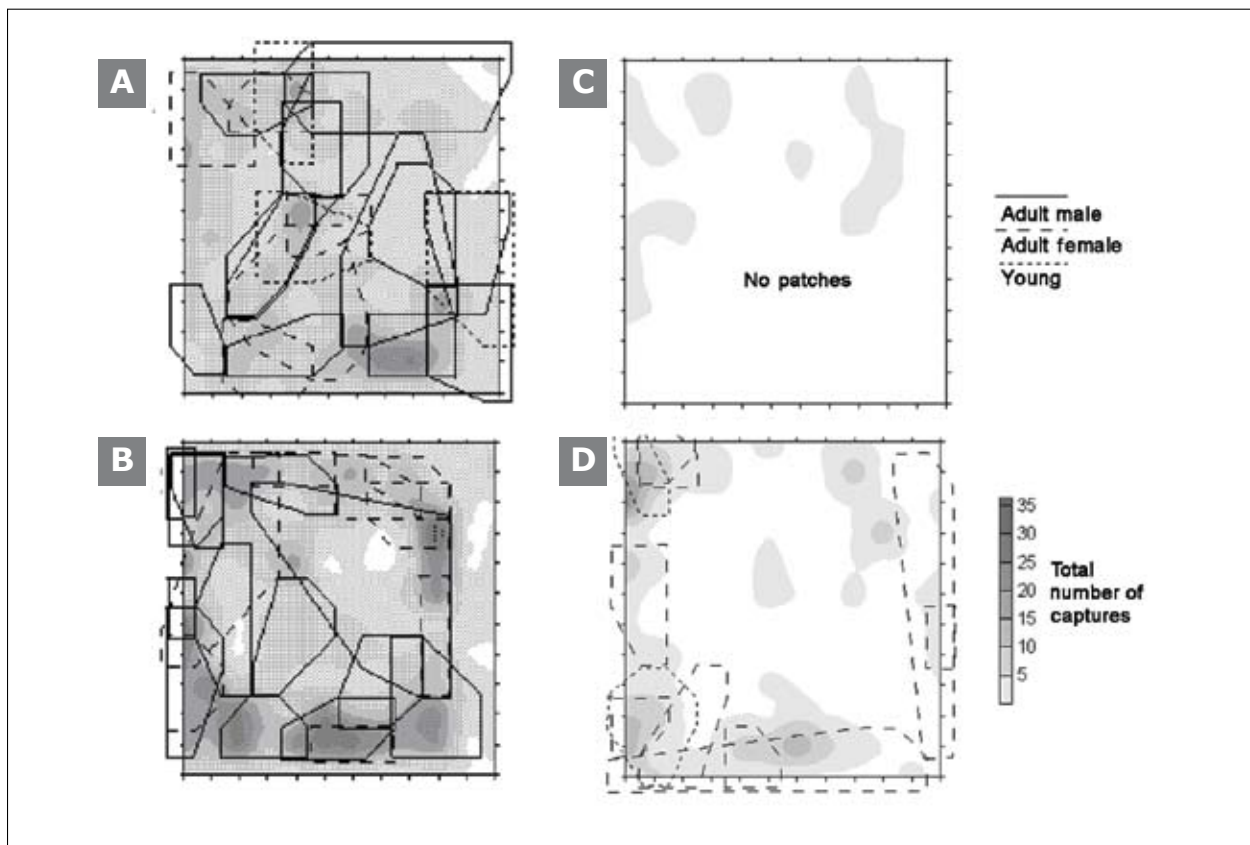 A
C
Adult male
Adult female
Young
No patches
B
D
35
30
25
20
15
10
5
Total
number of
captures